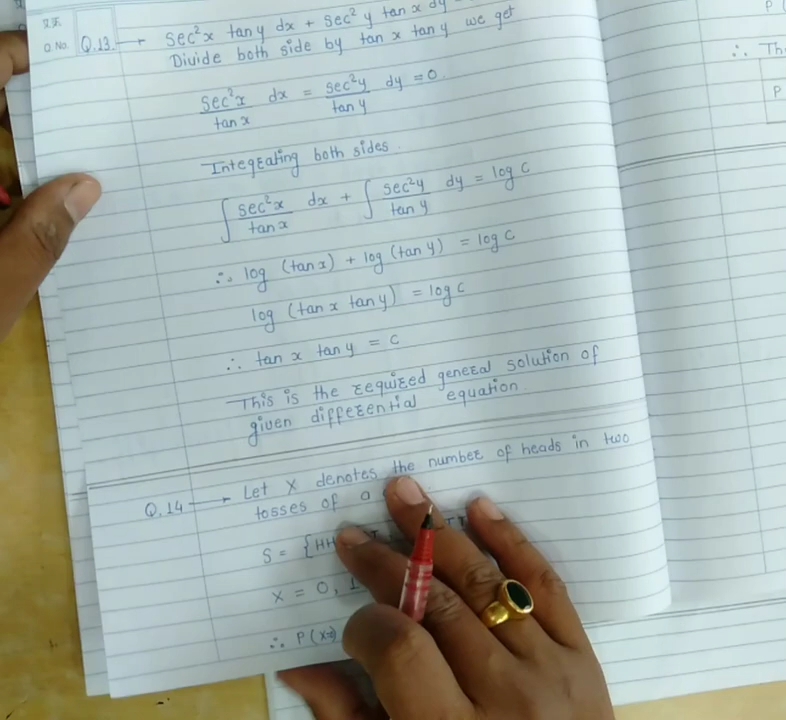 Q. No. Q.13. → sec²x tany dx + sec²y tanx dy
Divide both side by tan x tan y we get
sec²x/tan x dx = sec²y/tan y dy = 0
Integrating both sides.
∫ sec²x/tan x dx + ∫ sec²y/tan y dy = log c
∴ log (tan x) + log (tan y) = log c
log (tan x tan y) = log c
∴ tan x tan y = c
This is the required general solution of
given differential equation.
Q.14 → Let X denotes the number of heads in two
tosses of a
S = {HH
X = 0, 1
∴ P(x=
P
∴
P